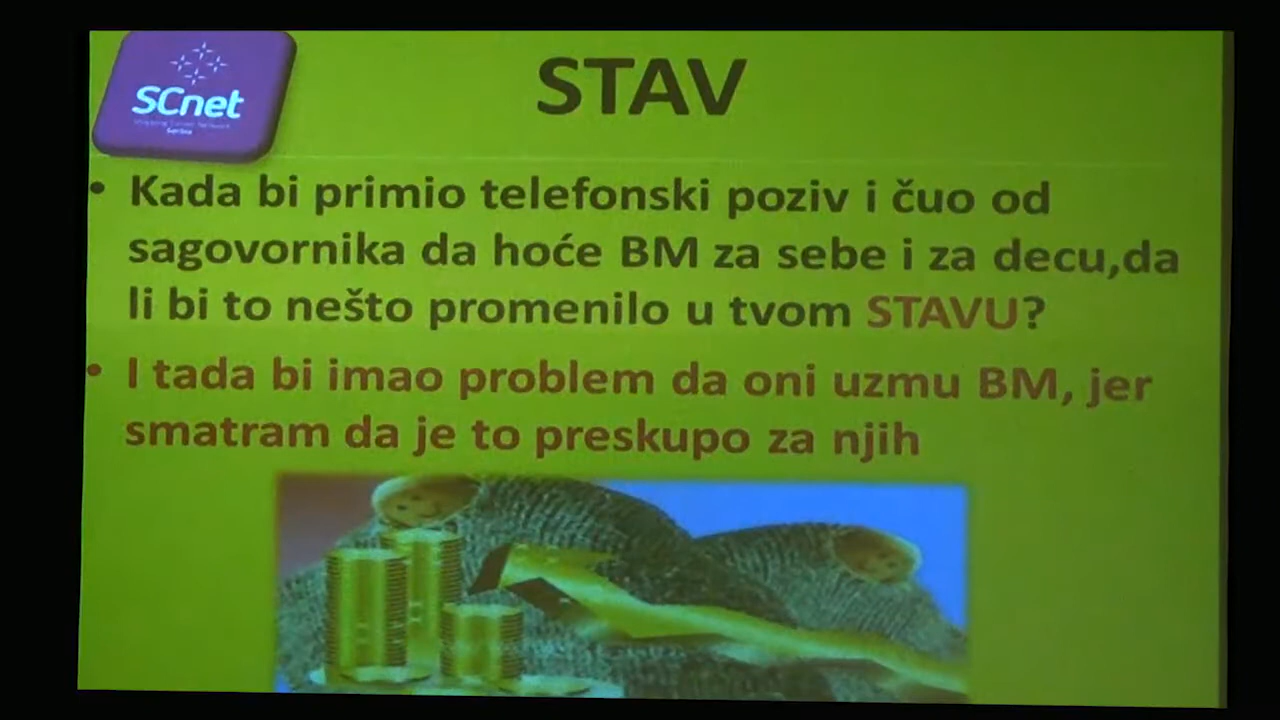 SCnet
Serbia
STAV
• Kada bi primio telefonski poziv i čuo od
sagovornika da hoće BM za sebe i za decu,da
li bi to nešto promenilo u tvom STAVU?
• I tada bi imao problem da oni uzmu BM, jer
smatram da je to preskupo za njih